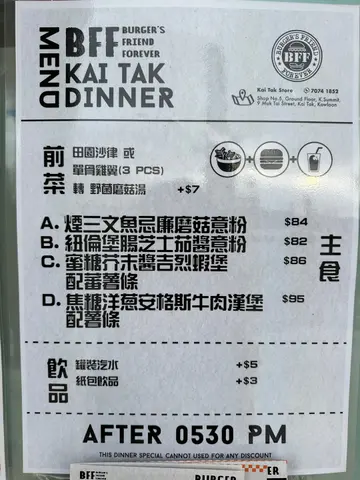 MENU
BFF BURGER'S FRIEND FOREVER
KAI TAK
DINNER
BURGER'S FRIEND
BFF
FOREVER
Kai Tak Store 7074 1852
Shop No.5, Ground Floor, K.Summit,
9 Muk Tai Street, Kai Tak, Kowloon
前菜
田園沙律 或
單骨雞翼(3 PCS)
轉 野菌磨菇湯 +$7
A. 煙三文魚忌廉磨菇意粉 $84
B. 紐倫堡腸芝士茄醬意粉 $82
C. 蜜糖芥末醬吉烈蝦堡 $86
配薯條
D. 焦糖洋蔥安格斯牛肉漢堡 $95
配薯條
主食
飲品
罐裝汽水 +$5
紙包飲品 +$3
AFTER 0530 PM
THIS DINNER SPECIAL CANNOT USED FOR ANY DISCOUNT
BFF
BURGER
ER